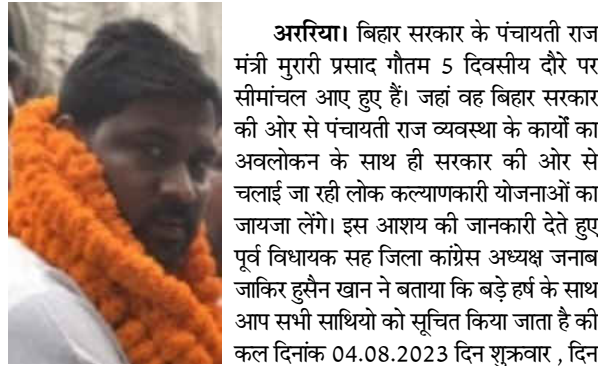 अररिया। बिहार सरकार के पंचायती राज
मंत्री मुरारी प्रसाद गौतम 5 दिवसीय दौरे पर
सीमांचल आए हुए हैं। जहां वह बिहार सरकार
की ओर से पंचायती राज व्यवस्था के कार्यों का
अवलोकन के साथ ही सरकार की ओर से
चलाई जा रही लोक कल्याणकारी योजनाओं का
जायजा लेंगे। इस आशय की जानकारी देते हुए
पूर्व विधायक सह जिला कांग्रेस अध्यक्ष जनाब
जाकिर हुसैन खान ने बताया कि बड़े हर्ष के साथ
आप सभी साथियो को सूचित किया जाता है की
कल दिनांक 04.08.2023 दिन शुक्रवार , दिन